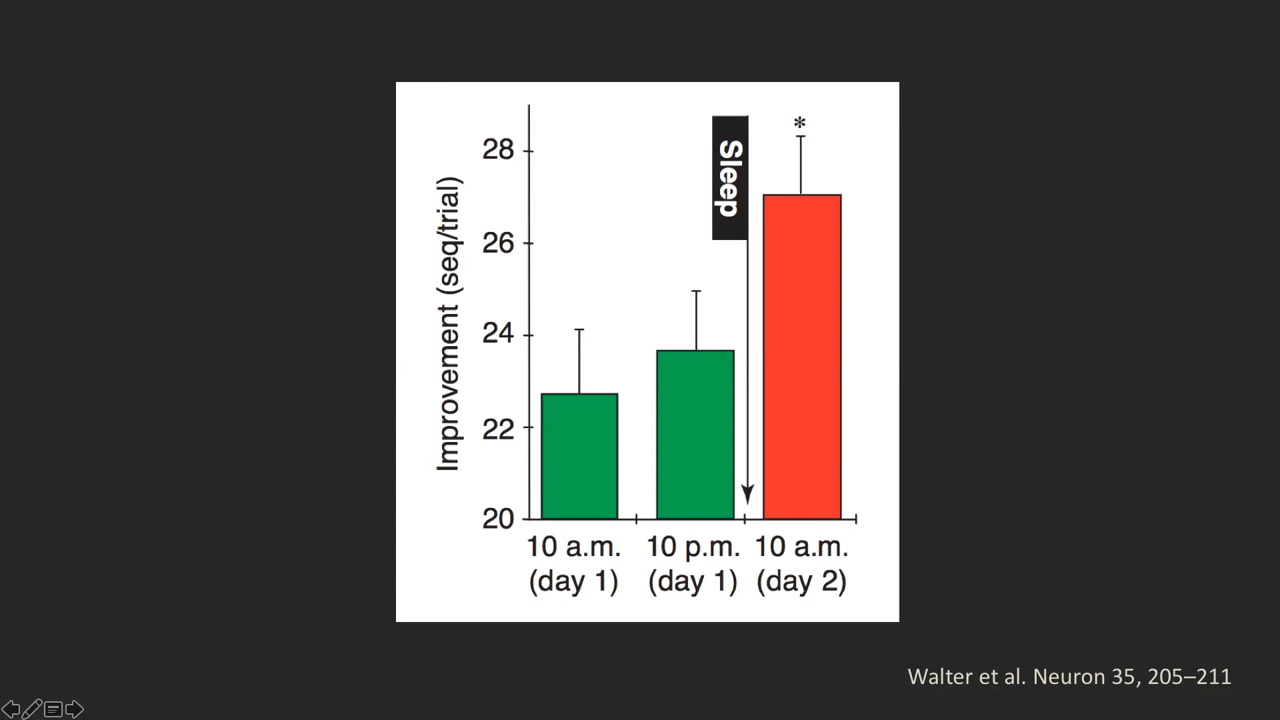 Improvement (seq/trial)
28
26
24
22
20
Sleep
*
10 a.m.
(day 1)
10 p.m.
(day 1)
10 a.m.
(day 2)
Walter et al. Neuron 35, 205–211